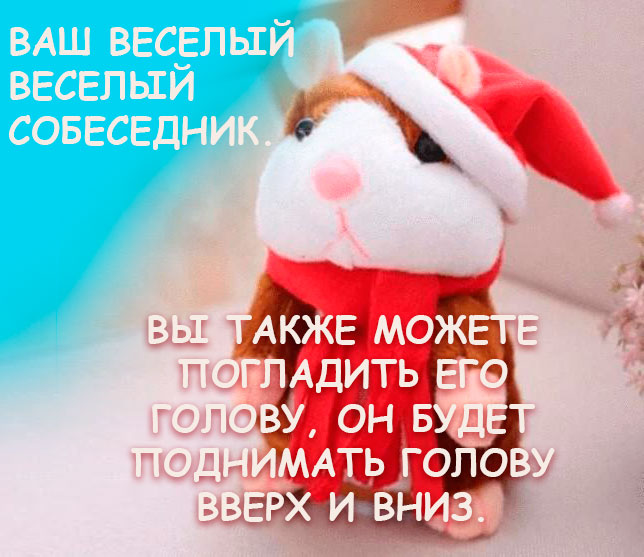 ВАШ ВЕСЕЛЫЙ
ВЕСЕЛЫЙ
СОБЕСЕДНИК.
ВЫ ТАКЖЕ МОЖЕТЕ
ПОГЛАДИТЬ ЕГО
ГОЛОВУ, ОН БУДЕТ
ПОДНИМАТЬ ГОЛОВУ
ВВЕРХ И ВНИЗ.